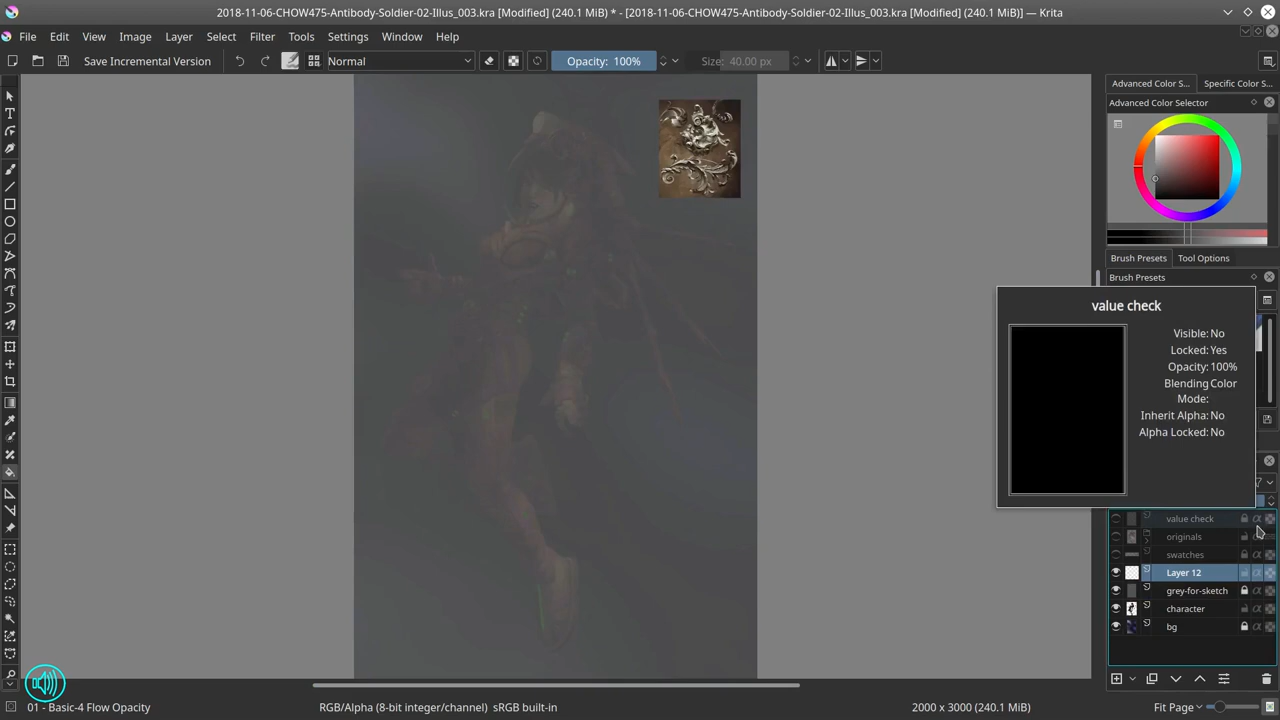 2018-11-06-CHOW475-Antibody-Soldier-02-Illus_003.kra [Modified] (240.1 MiB) * - [2018-11-06-CHOW475-Antibody-Soldier-02-Illus_003.kra [Modified] (240.1 MiB)] — Krita
File Edit View Image Layer Select Filter Tools Settings Window Help
Save Incremental Version Normal Opacity: 100% Size: 40.00 px
Advanced Color S... Specific Color S...
Advanced Color Selector
Brush Presets Tool Options
Brush Presets
value check
Visible: No
Locked: Yes
Opacity: 100%
Blending Color
Mode:
Inherit Alpha: No
Alpha Locked: No
value check
originals
swatches
Layer 12
grey-for-sketch
character
bg
01 - Basic-4 Flow Opacity RGB/Alpha (8-bit integer/channel) sRGB built-in 2000 x 3000 (240.1 MiB) Fit Page